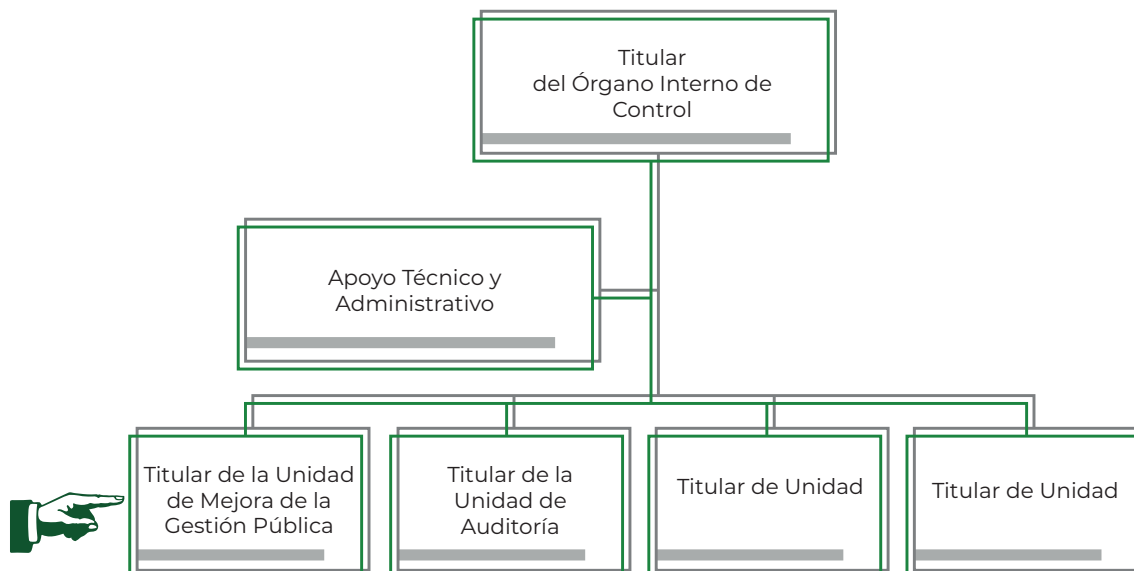 Titular
del Órgano Interno de
Control
Apoyo Técnico y
Administrativo
Titular de la Unidad
de Mejora de la
Gestión Pública
Titular de la
Unidad de
Auditoría
Titular de Unidad
Titular de Unidad